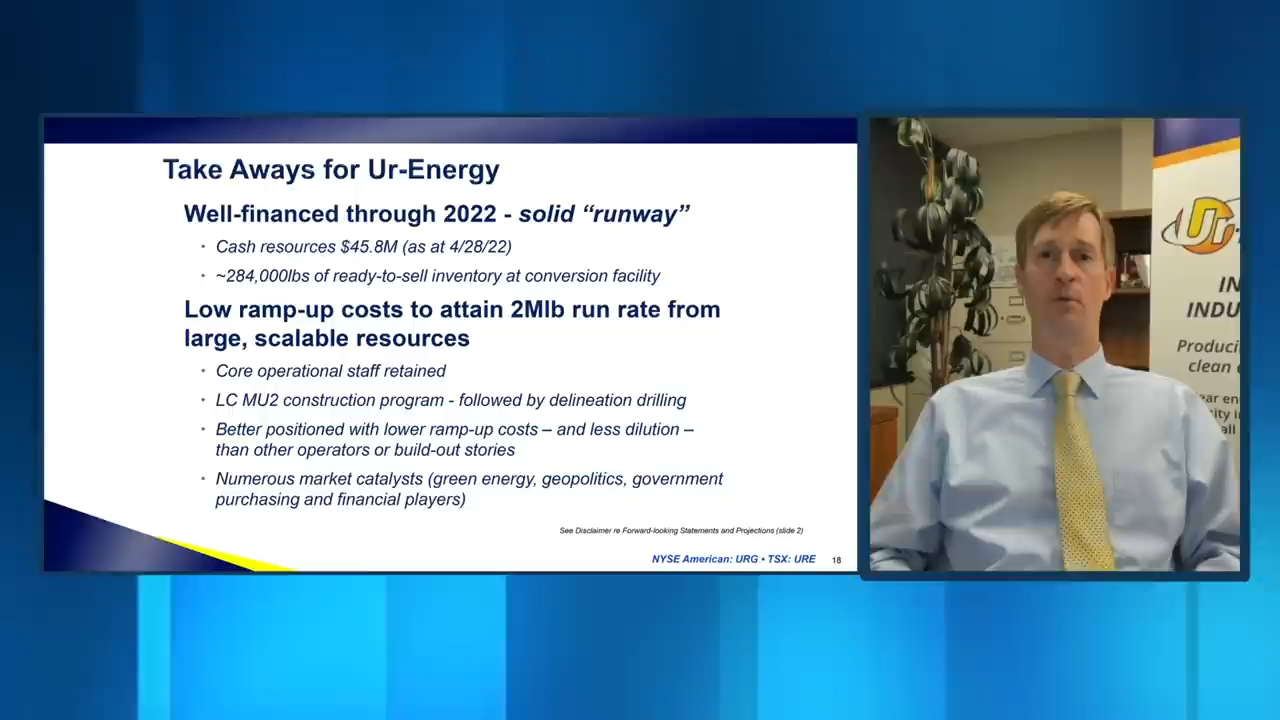 Take Aways for Ur-Energy
Well-financed through 2022 - solid “runway”
• Cash resources $45.8M (as at 4/28/22)
• ~284,000lbs of ready-to-sell inventory at conversion facility
Low ramp-up costs to attain 2Mlb run rate from
large, scalable resources
• Core operational staff retained
• LC MU2 construction program - followed by delineation drilling
• Better positioned with lower ramp-up costs – and less dilution –
than other operators or build-out stories
• Numerous market catalysts (green energy, geopolitics, government
purchasing and financial players)
See Disclaimer re Forward-looking Statements and Projections (slide 2)
NYSE American: URG • TSX: URE 18
Ur
IN
INDU
Produci
clean